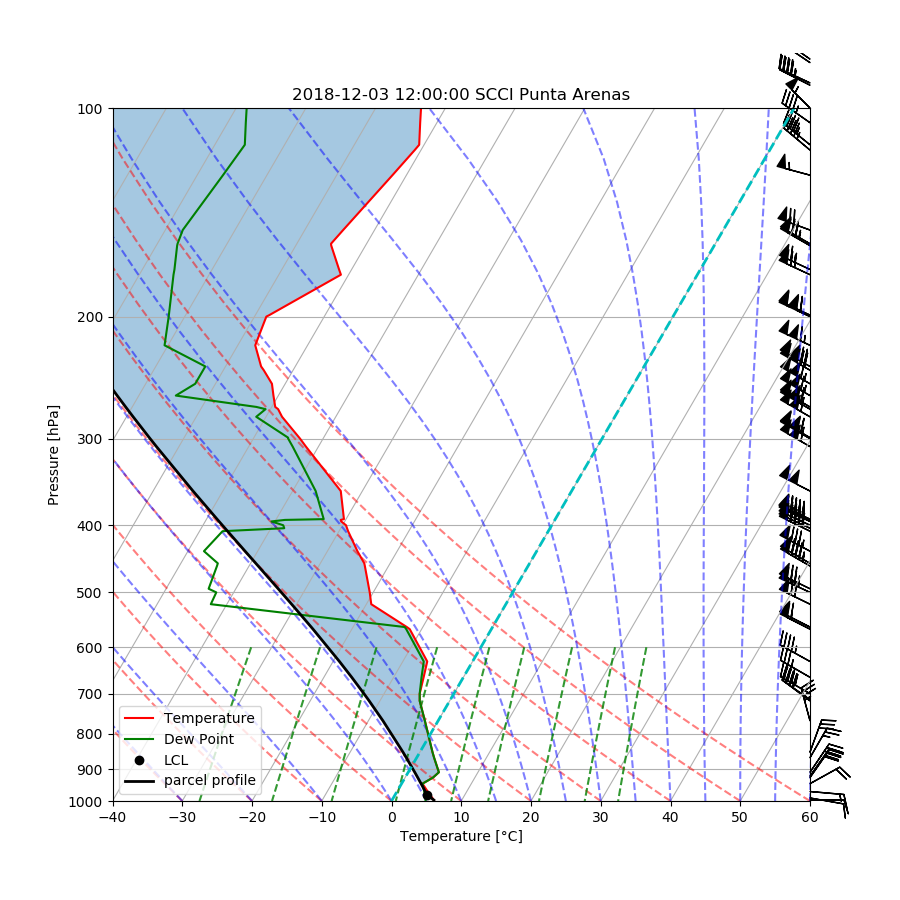 2018-12-03 12:00:00 SCCI Punta Arenas
100
200
300
400
500
600
700
800
900
1000
Pressure [hPa]
Temperature
Dew Point
LCL
parcel profile
−40 −30 −20 −10 0 10 20 30 40 50 60
Temperature [°C]